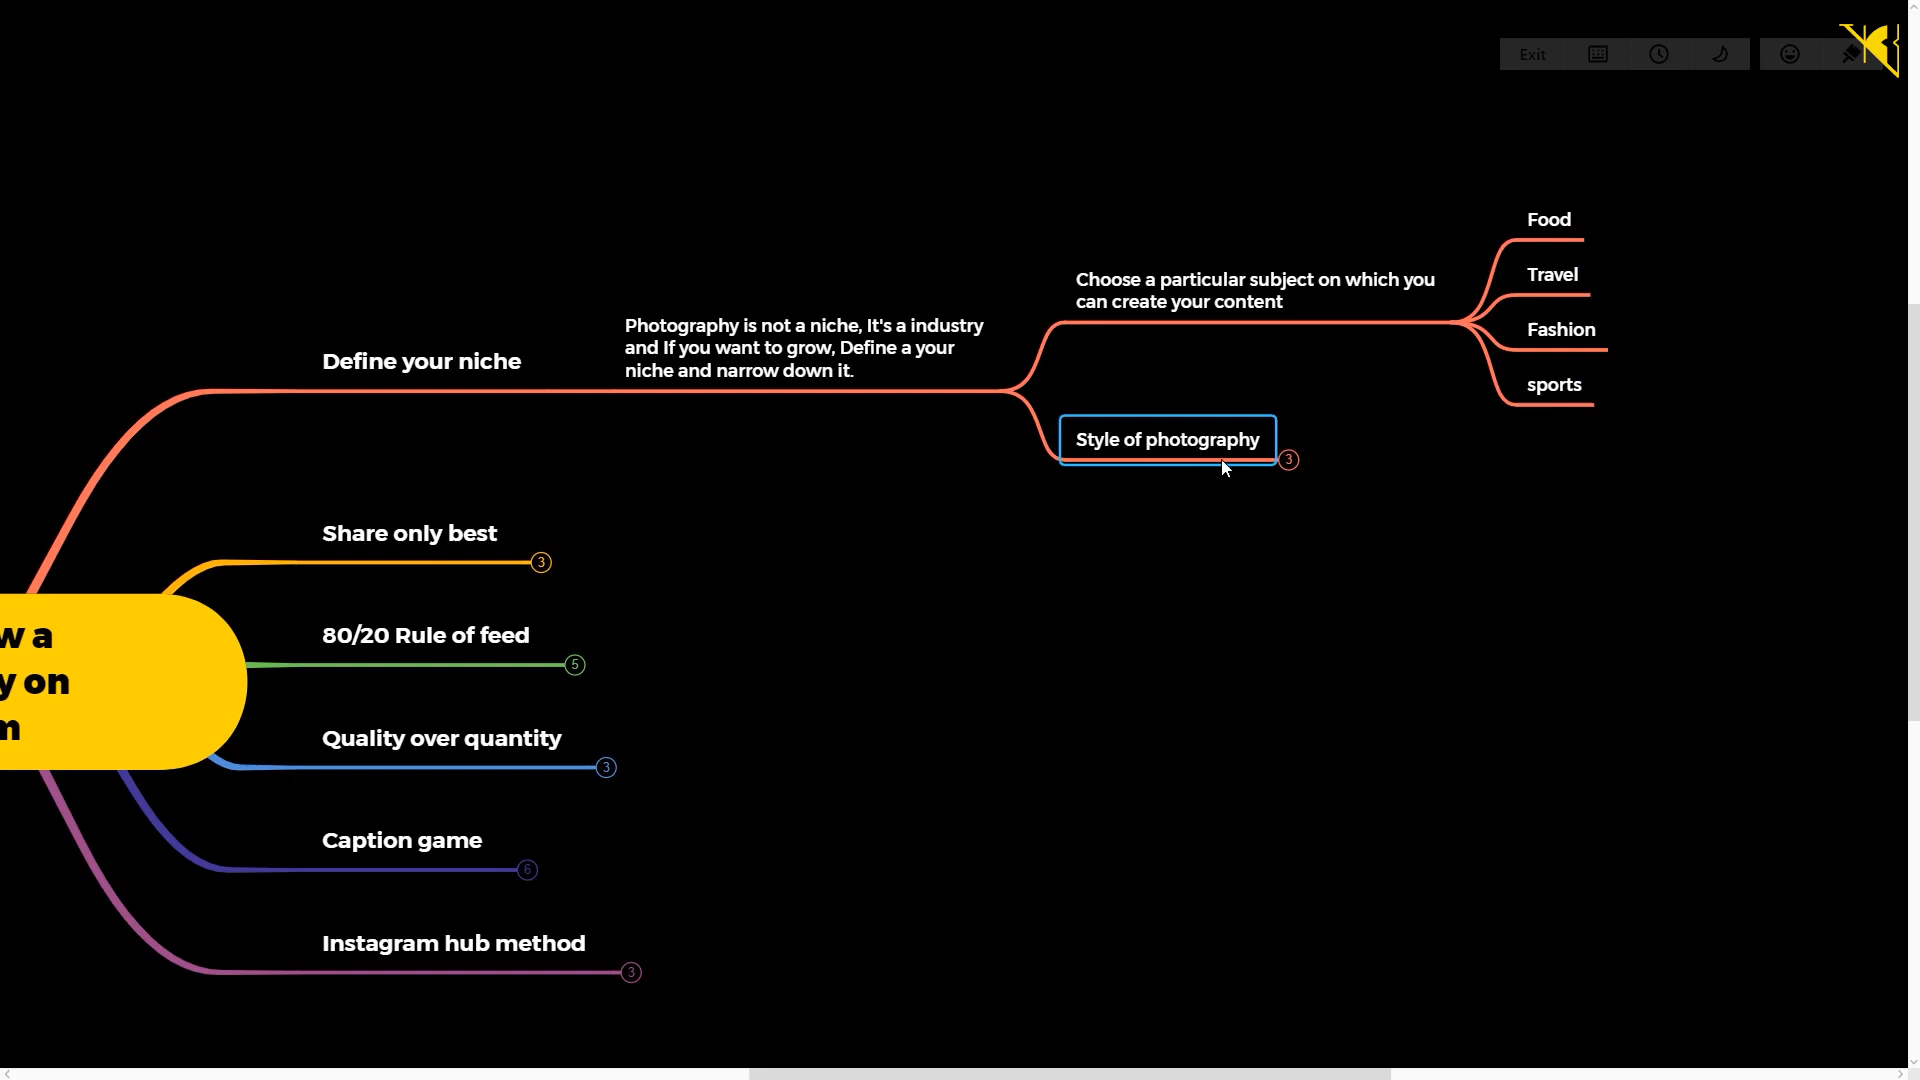 Exit
Food
Travel
Fashion
sports
Choose a particular subject on which you
can create your content
Photography is not a niche, It's a industry
and If you want to grow, Define a your
niche and narrow down it.
Define your niche
Style of photography
3
Share only best
3
80/20 Rule of feed
5
w a
y on
m
Quality over quantity
3
Caption game
6
Instagram hub method
3